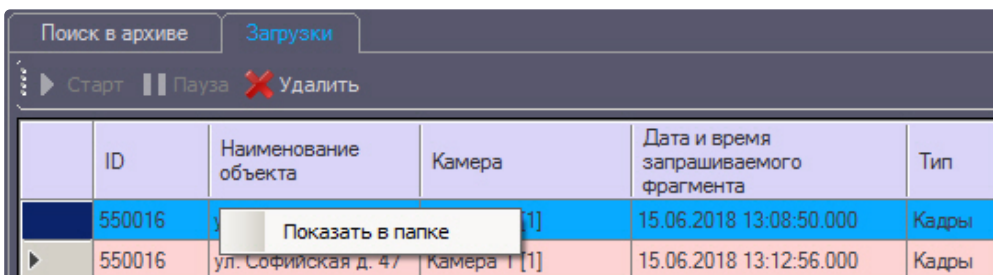 Поиск в архиве Загрузки
Старт Пауза Удалить
ID Наименование объекта Камера Дата и время запрашиваемого фрагмента Тип
550016 [1] 15.06.2018 13:08:50.000 Кадры
Показать в папке
550016 ул. Софийская д. 47 Камера 1 [1] 15.06.2018 13:12:56.000 Кадры